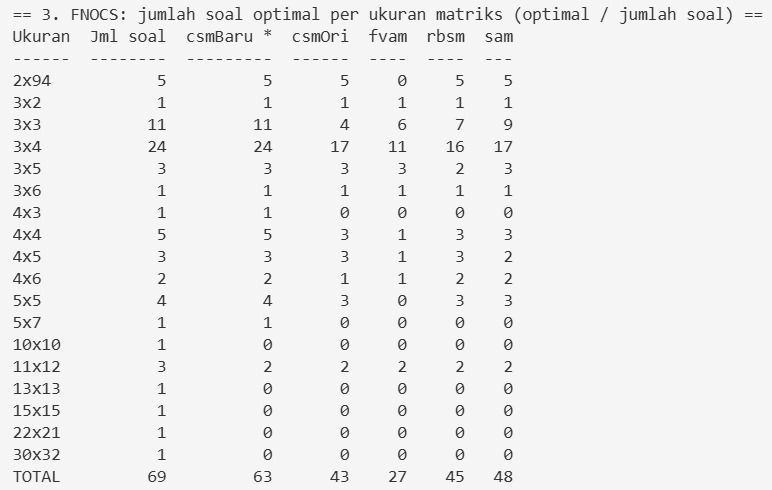 == 3. FNOCS: jumlah soal optimal per ukuran matriks (optimal / jumlah soal) ==
Ukuran  Jml soal  csmBaru *  csmOri  fvam  rbsm  sam
------  --------  ---------  ------  ----  ----  ---
2x94           5          5       5     0     5    5
3x2            1          1       1     1     1    1
3x3           11         11       4     6     7    9
3x4           24         24      17    11    16   17
3x5            3          3       3     3     2    3
3x6            1          1       1     1     1    1
4x3            1          1       0     0     0    0
4x4            5          5       3     1     3    3
4x5            3          3       3     1     3    2
4x6            2          2       1     1     2    2
5x5            4          4       3     0     3    3
5x7            1          1       0     0     0    0
10x10          1          0       0     0     0    0
11x12          3          2       2     2     2    2
13x13          1          0       0     0     0    0
15x15          1          0       0     0     0    0
22x21          1          0       0     0     0    0
30x32          1          0       0     0     0    0
TOTAL         69         63      43    27    45   48